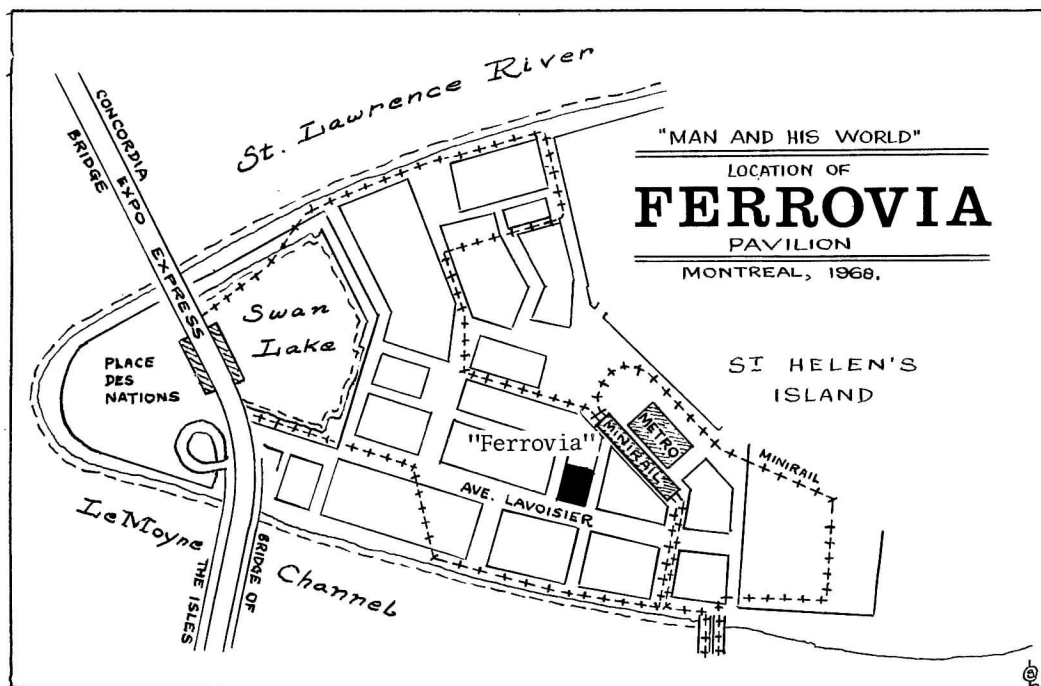 St. Lawrence River
"MAN AND HIS WORLD"
LOCATION OF
FERROVIA
PAVILION
MONTREAL, 1968.
CONCORDIA
BRIDGE
EXPO EXPRESS
Swan
Lake
PLACE
DES
NATIONS
ST HELEN'S
ISLAND
METRO
MINIRAIL
"Ferrovia"
MINIRAIL
AVE. LAVOISIER
LeMoyne
Channel
BRIDGE OF
THE ISLES